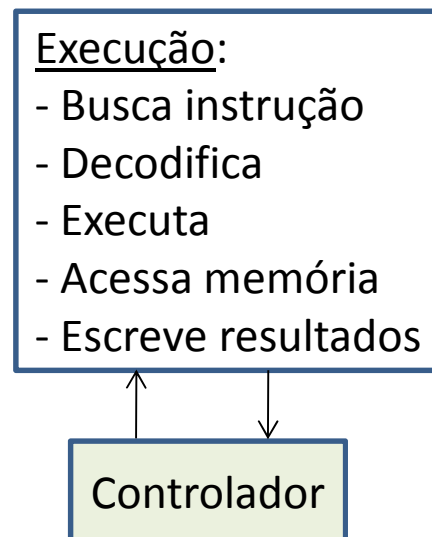 Execução:
- Busca instrução
- Decodifica
- Executa
- Acessa memória
- Escreve resultados
Controlador